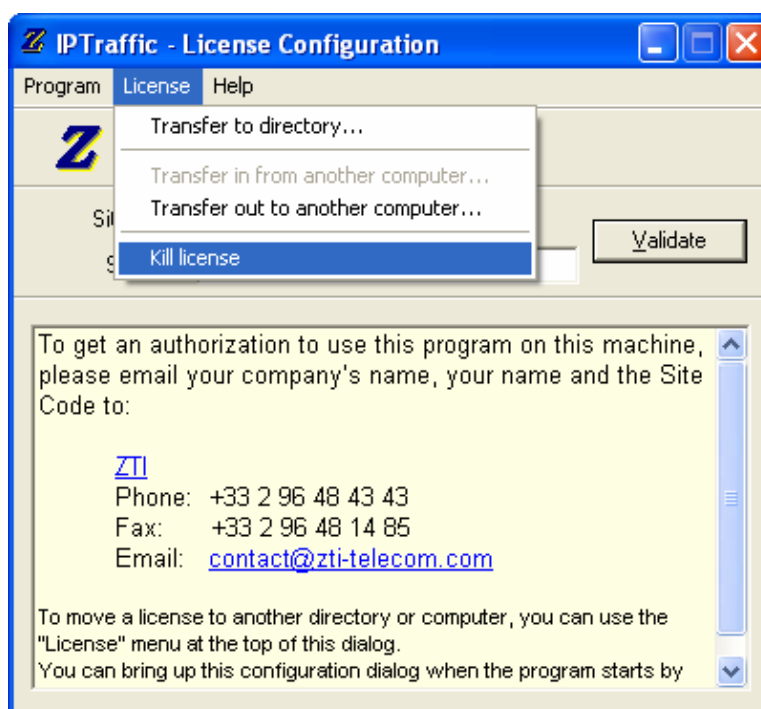 IPTraffic - License Configuration
Program License Help
Z
Transfer to directory...
Transfer in from another computer...
Transfer out to another computer...
Kill license
Validate
To get an authorization to use this program on this machine,
please email your company's name, your name and the Site
Code to:
ZTI
Phone: +33 2 96 48 43 43
Fax: +33 2 96 48 14 85
Email: contact@zti-telecom.com
To move a license to another directory or computer, you can use the
"License" menu at the top of this dialog.
You can bring up this configuration dialog when the program starts by